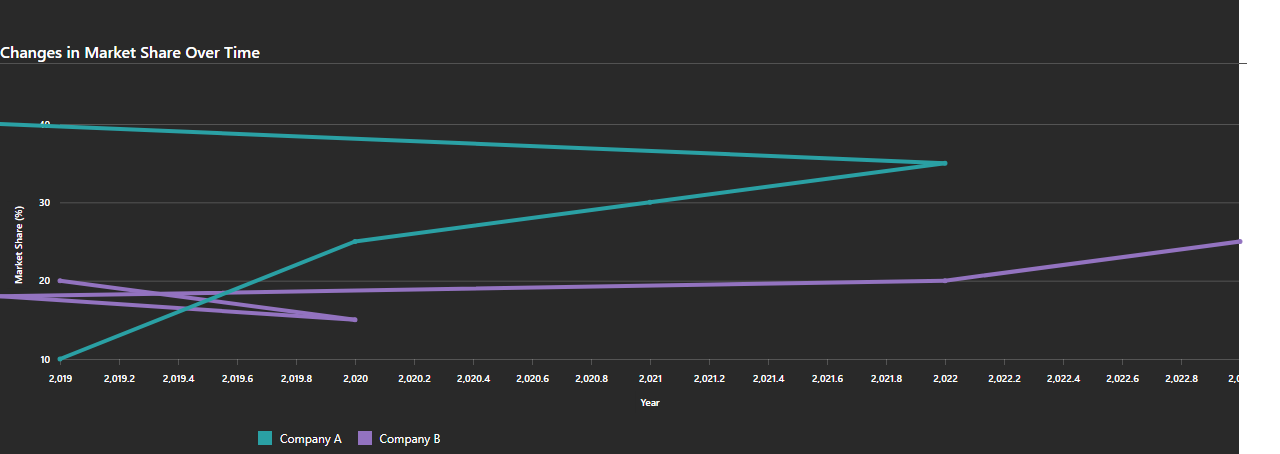 Changes in Market Share Over Time
40
30
20
10
Market Share (%)
2,019 2,019.2 2,019.4 2,019.6 2,019.8 2,020 2,020.2 2,020.4 2,020.6 2,020.8 2,021 2,021.2 2,021.4 2,021.6 2,021.8 2,022 2,022.2 2,022.4 2,022.6 2,022.8
Year
Company A Company B